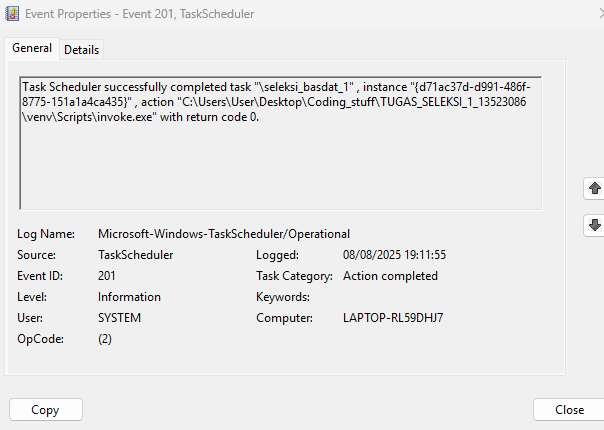 Event Properties - Event 201, TaskScheduler
General
Details
Task Scheduler successfully completed task "\seleksi_basdat_1" , instance "{d71ac37d-d991-486f-
8775-151a1a4ca435}" , action "C:\Users\User\Desktop\Coding_stuff\TUGAS_SELEKSI_1_13523086
\venv\Scripts\invoke.exe" with return code 0.
Log Name: Microsoft-Windows-TaskScheduler/Operational
Source: TaskScheduler Logged: 08/08/2025 19:11:55
Event ID: 201 Task Category: Action completed
Level: Information Keywords:
User: SYSTEM Computer: LAPTOP-RL59DHJ7
OpCode: (2)
Copy
Close